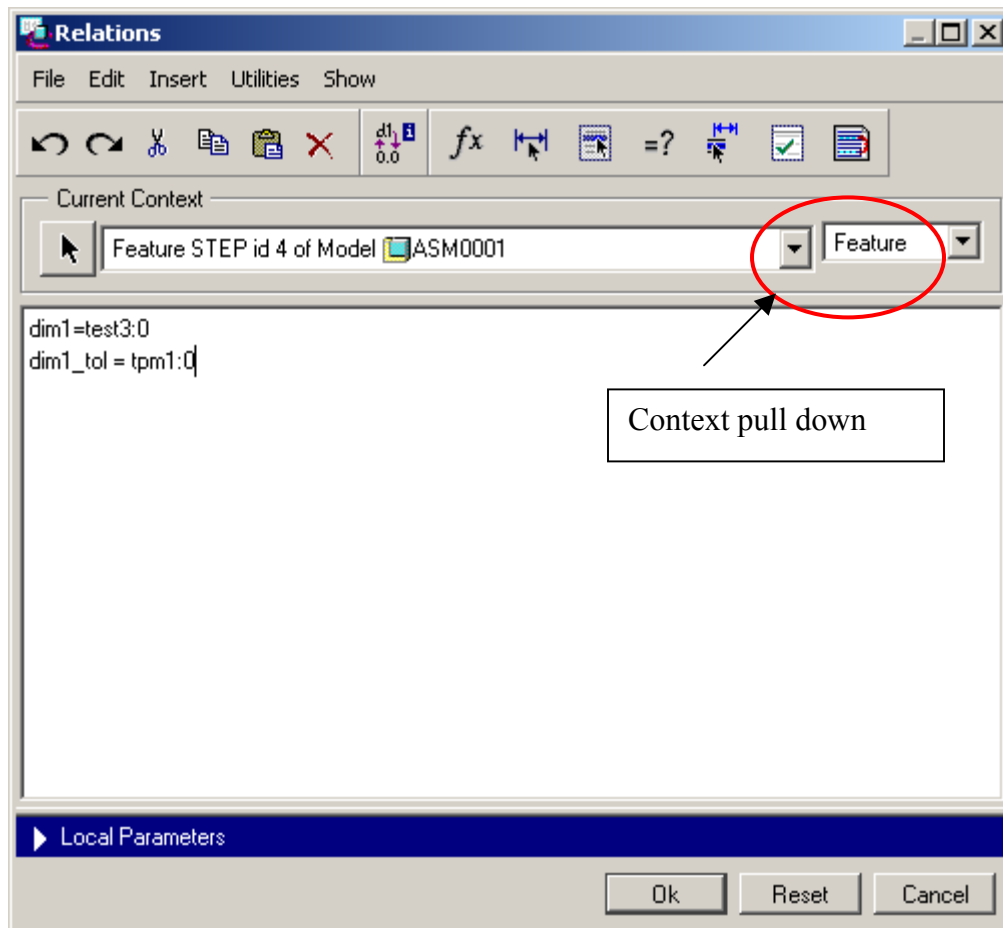 Relations
File Edit Insert Utilities Show
d1 i
0.0
fx =?
Current Context
Feature STEP id 4 of Model ASM0001 Feature
dim1=test3:0
dim1_tol = tpm1:0
Context pull down
Local Parameters
Ok Reset Cancel